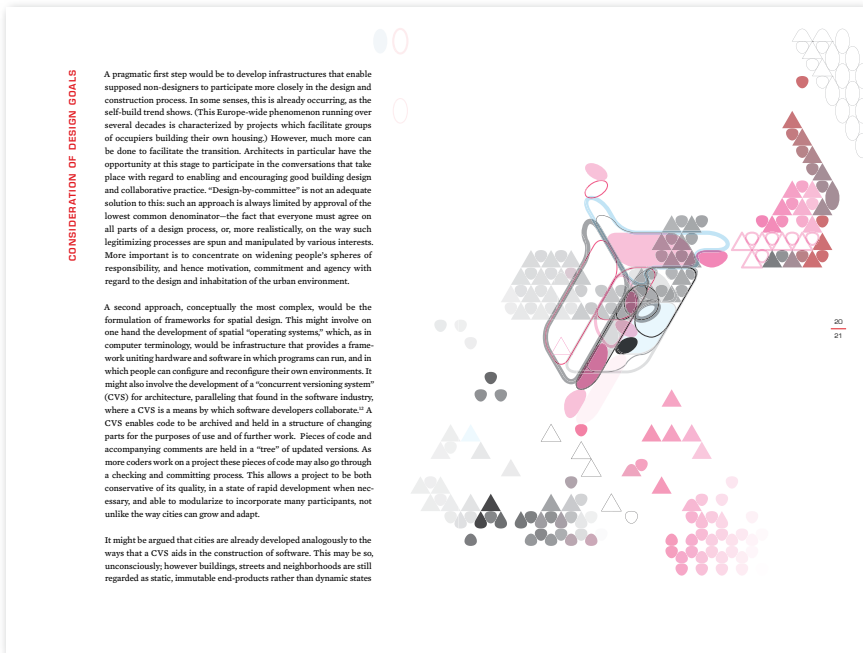 CONSIDERATION OF DESIGN GOALS
A pragmatic first step would be to develop infrastructures that enable
supposed non-designers to participate more closely in the design and
construction process. In some senses, this is already occurring, as the
self-build trend shows. (This Europe-wide phenomenon running over
several decades is characterized by projects which facilitate groups
of occupiers building their own housing.) However, much more can
be done to facilitate the transition. Architects in particular have the
opportunity at this stage to participate in the conversations that take
place with regard to enabling and encouraging good building design
and collaborative practice. “Design-by-committee” is not an adequate
solution to this: such an approach is always limited by approval of the
lowest common denominator—the fact that everyone must agree on
all parts of a design process, or, more realistically, on the way such
legitimizing processes are spun and manipulated by various interests.
More important is to concentrate on widening people’s spheres of
responsibility, and hence motivation, commitment and agency with
regard to the design and inhabitation of the urban environment.
A second approach, conceptually the most complex, would be the
formulation of frameworks for spatial design. This might involve on
one hand the development of spatial “operating systems,” which, as in
computer terminology, would be infrastructure that provides a frame-
work uniting hardware and software in which programs can run, and in
which people can configure and reconfigure their own environments. It
might also involve the development of a “concurrent versioning system”
(CVS) for architecture, paralleling that found in the software industry,
where a CVS is a means by which software developers collaborate.¹² A
CVS enables code to be archived and held in a structure of changing
parts for the purposes of use and of further work. Pieces of code and
accompanying comments are held in a “tree” of updated versions. As
more coders work on a project these pieces of code may also go through
a checking and committing process. This allows a project to be both
conservative of its quality, in a state of rapid development when nec-
essary, and able to modularize to incorporate many participants, not
unlike the way cities can grow and adapt.
It might be argued that cities are already developed analogously to the
ways that a CVS aids in the construction of software. This may be so,
unconsciously; however buildings, streets and neighborhoods are still
regarded as static, immutable end-products rather than dynamic states
20
21